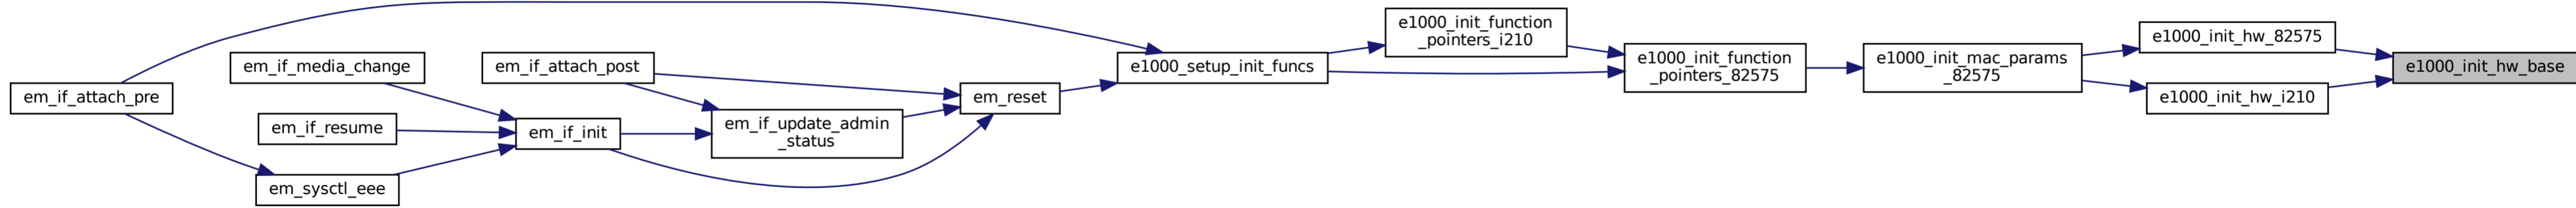 em_if_attach_pre
em_if_media_change
em_if_resume
em_sysctl_eee
em_if_attach_post
em_if_init
em_if_update_admin
_status
em_reset
e1000_setup_init_funcs
e1000_init_function
_pointers_i210
e1000_init_function
_pointers_82575
e1000_init_mac_params
_82575
e1000_init_hw_82575
e1000_init_hw_i210
e1000_init_hw_base